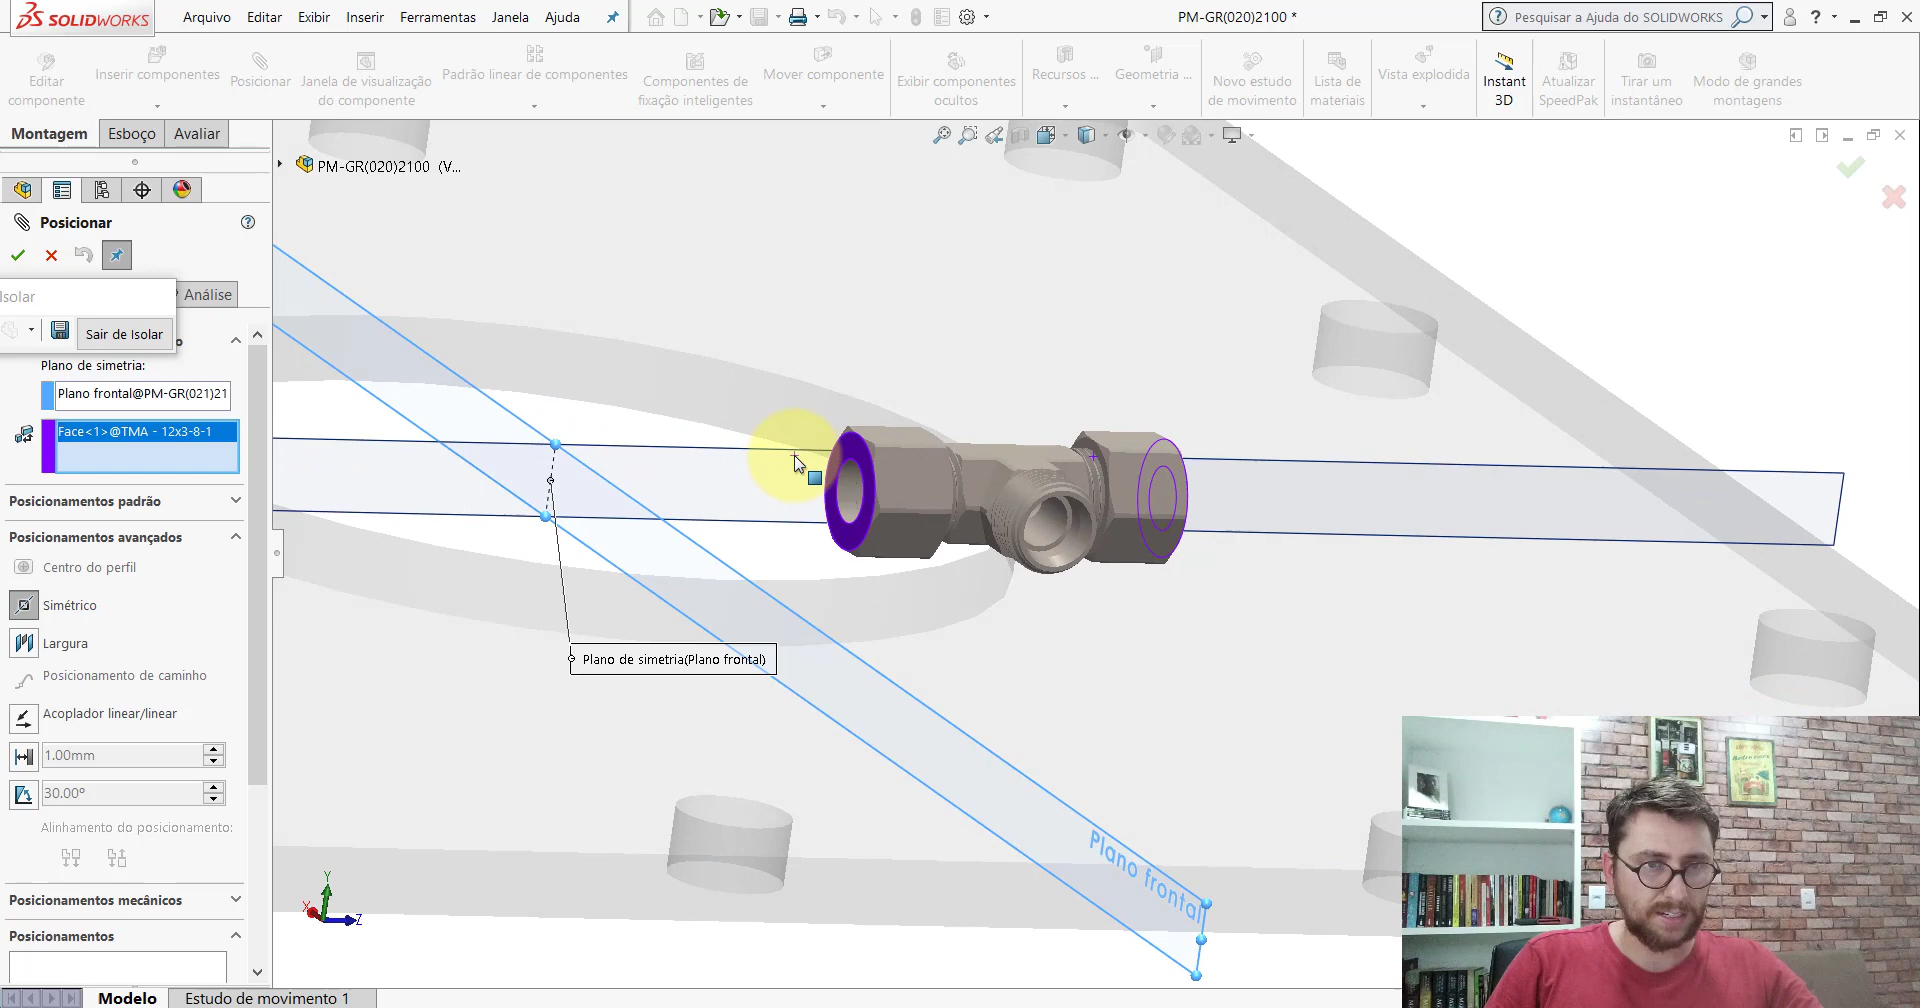 SOLIDWORKS
Arquivo Editar Exibir Inserir Ferramentas Janela Ajuda
PM-GR(020)2100 *
Pesquisar a Ajuda do SOLIDWORKS
Editar componente
Inserir componentes
Posicionar
Janela de visualização do componente
Padrão linear de componentes
Componentes de fixação inteligentes
Mover componente
Exibir componentes ocultos
Recursos ...
Geometria ...
Novo estudo de movimento
Lista de materiais
Vista explodida
Instant 3D
Atualizar SpeedPak
Tirar um instantâneo
Modo de grandes montagens
Montagem Esboço Avaliar
PM-GR(020)2100 (V...
Posicionar
Isolar
Análise
Sair de Isolar
Plano de simetria:
Plano frontal@PM-GR(021)21
Face<1>@TMA - 12x3-8-1
Posicionamentos padrão
Posicionamentos avançados
Centro do perfil
Simétrico
Largura
Posicionamento de caminho
Acoplador linear/linear
1.00mm
30.00º
Alinhamento do posicionamento:
Posicionamentos mecânicos
Posicionamentos
Plano de simetria(Plano frontal)
Plano frontal
Y
X
Z
Modelo Estudo de movimento 1